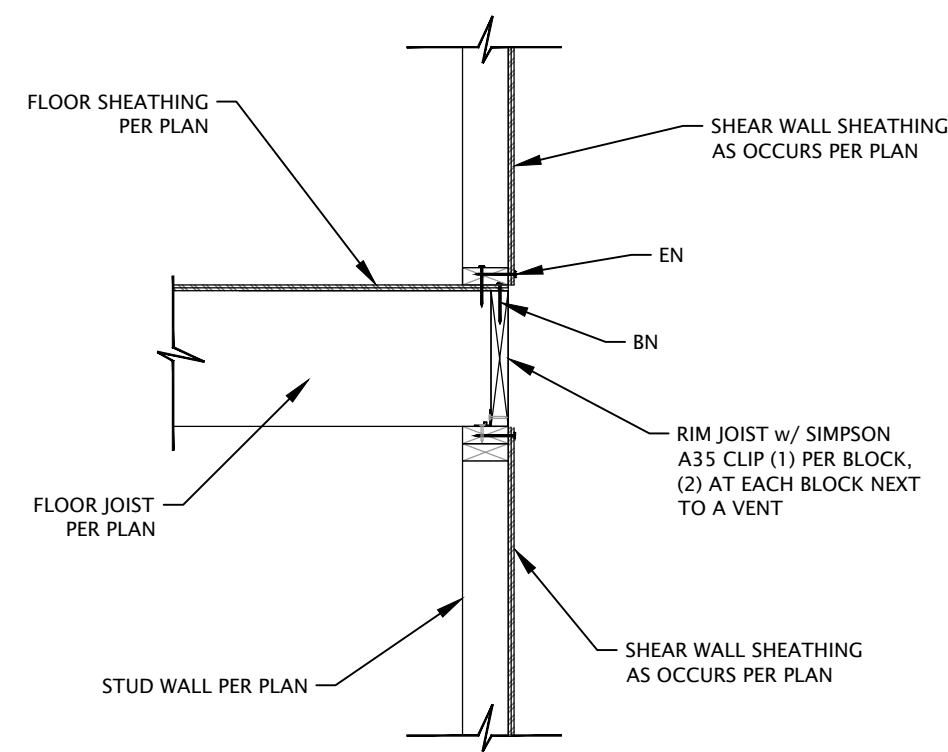 FLOOR SHEATHING
PER PLAN
SHEAR WALL SHEATHING
AS OCCURS PER PLAN
EN
BN
RIM JOIST w/ SIMPSON
A35 CLIP (1) PER BLOCK,
(2) AT EACH BLOCK NEXT
TO A VENT
FLOOR JOIST
PER PLAN
SHEAR WALL SHEATHING
AS OCCURS PER PLAN
STUD WALL PER PLAN